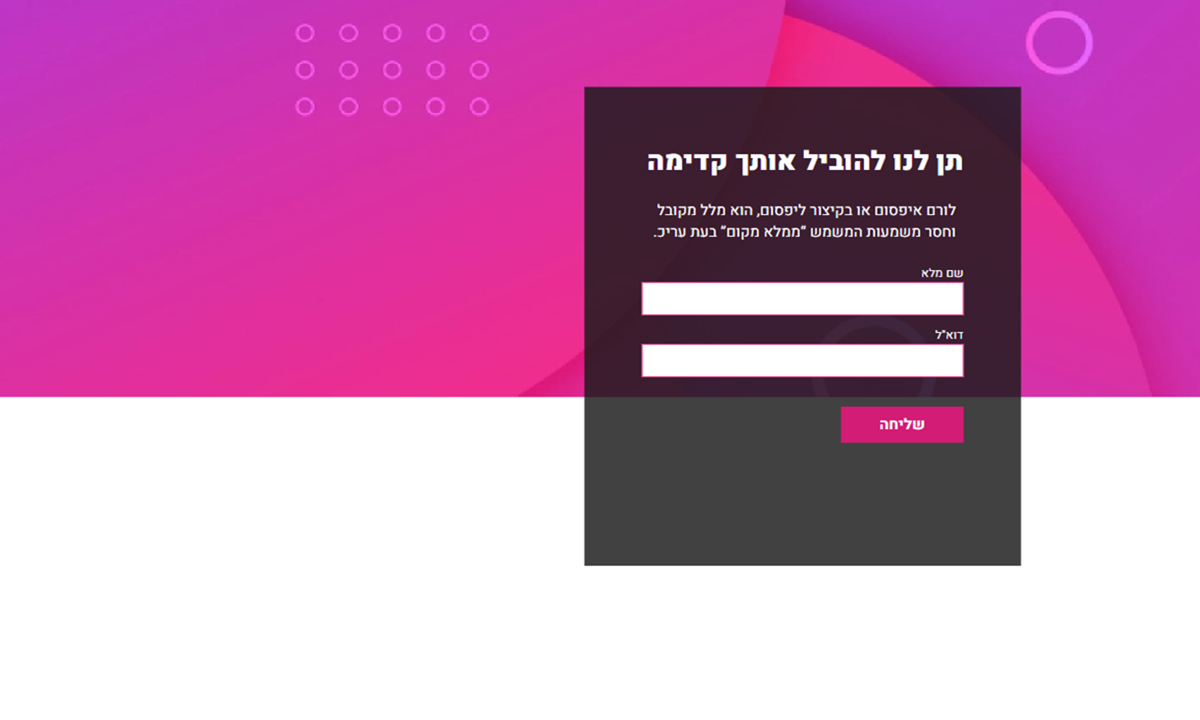 תן לנו להוביל אותך קדימה
לורם איפסום או בקיצור ליפסום, הוא מלל מקובל
וחסר משמעות המשמש “ממלא מקום” בעת עריכ.
שם מלא
דוא"ל
שליחה